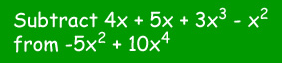 Subtract 4x + 5x + 3x³ - x²
from -5x² + 10x⁴